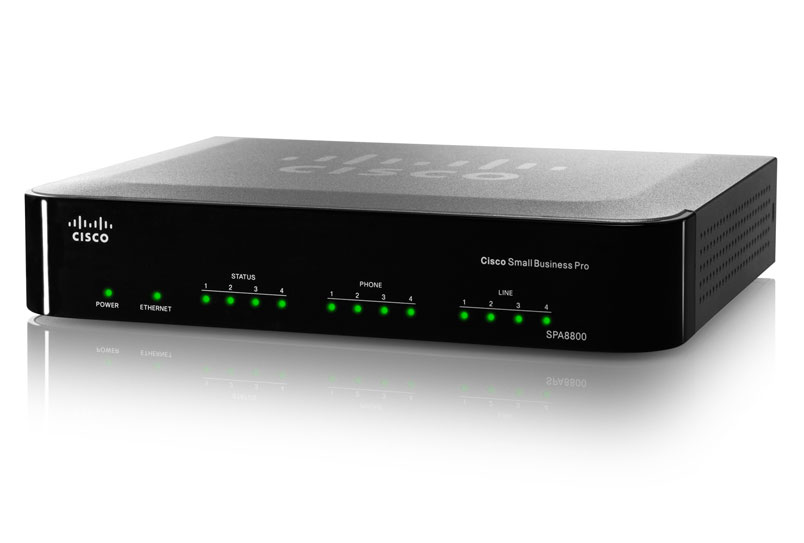 CISCO
CISCO
Cisco Small Business Pro
STATUS
1 2 3 4
PHONE
1 2 3 4
LINE
1 2 3 4
POWER
ETHERNET
SPA8800